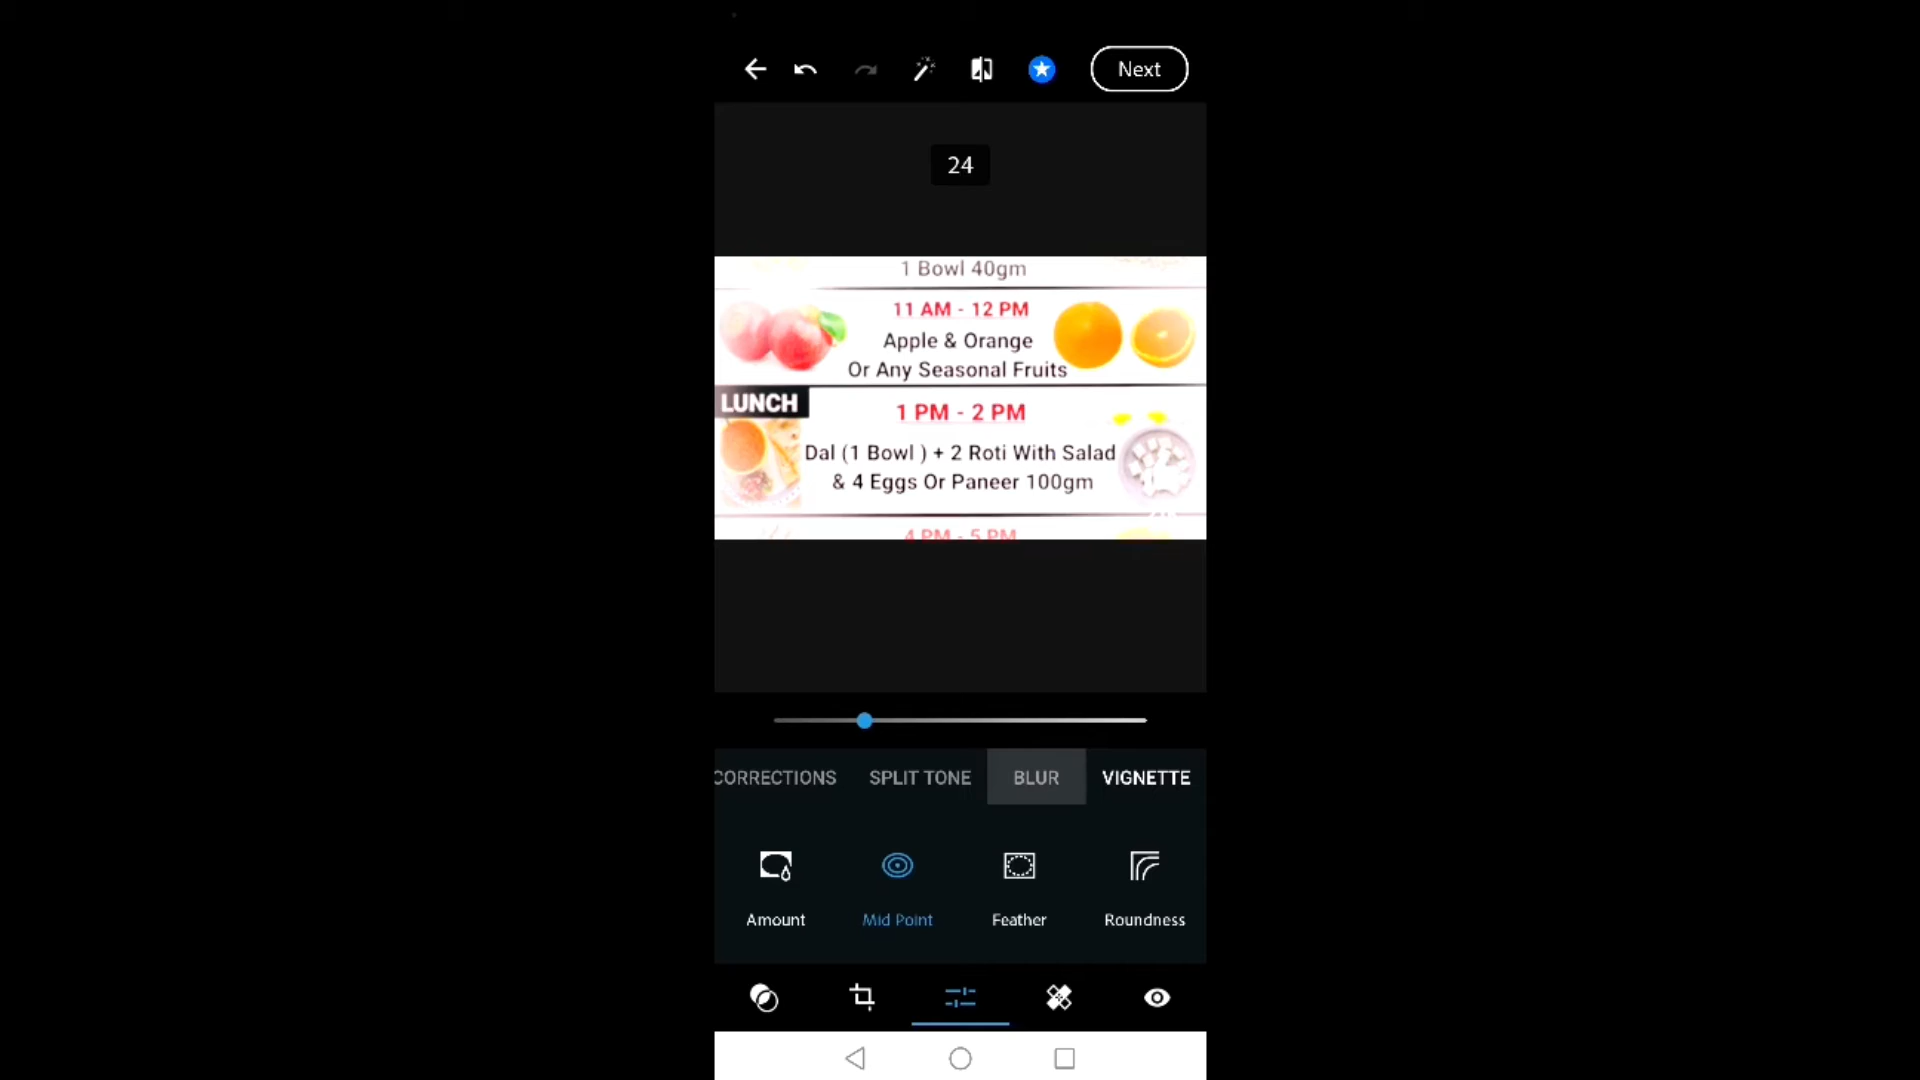 Next
24
1 Bowl 40gm
11 AM - 12 PM
Apple & Orange
Or Any Seasonal Fruits
LUNCH
1 PM - 2 PM
Dal (1 Bowl ) + 2 Roti With Salad
& 4 Eggs Or Paneer 100gm
4 PM - 5 PM
CORRECTIONS SPLIT TONE BLUR VIGNETTE
Amount Mid Point Feather Roundness